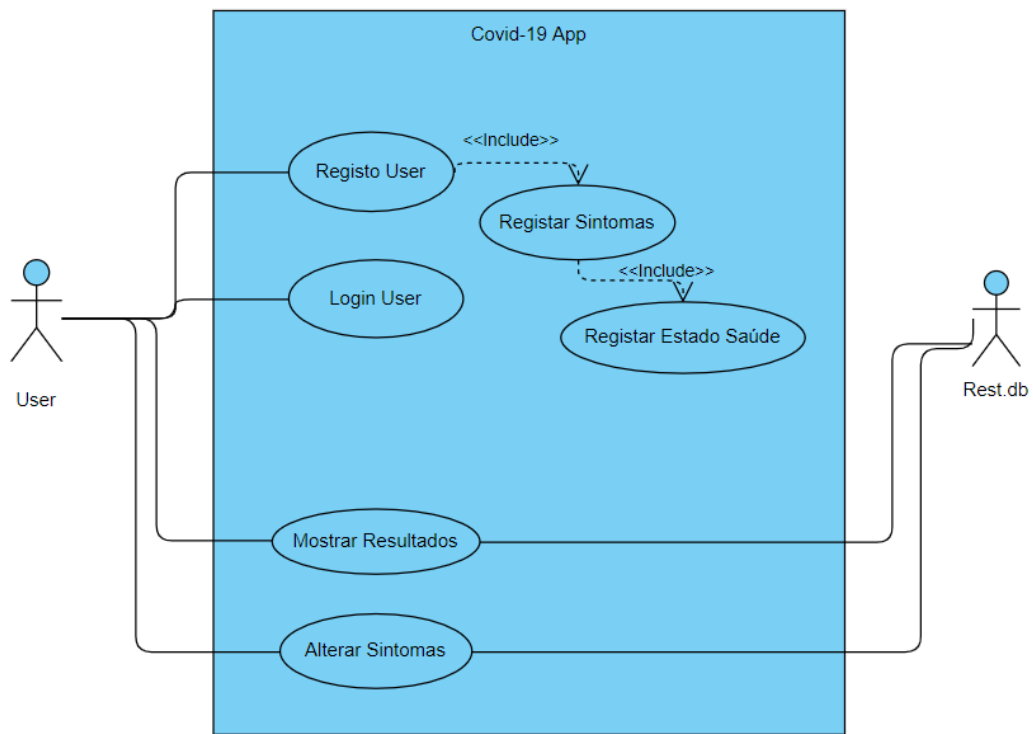 Covid-19 App
<<Include>>
Registo User
Registar Sintomas
<<Include>>
Login User
Registar Estado Saúde
User
Rest.db
Mostrar Resultados
Alterar Sintomas